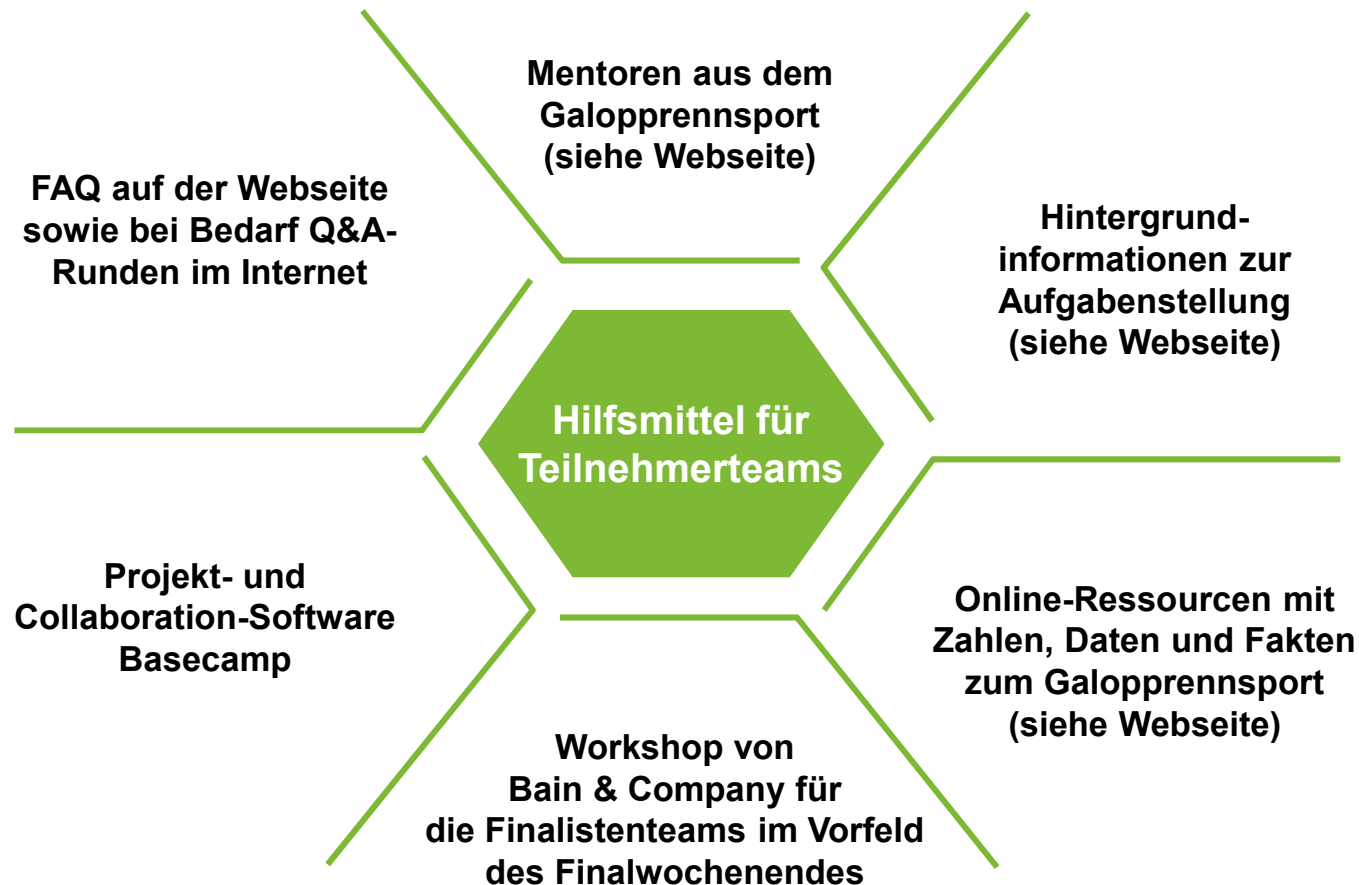 Mentoren aus dem
Galopprennsport
(siehe Webseite)
FAQ auf der Webseite
sowie bei Bedarf Q&A-
Runden im Internet
Hintergrund-
informationen zur
Aufgabenstellung
(siehe Webseite)
Hilfsmittel für
Teilnehmerteams
Projekt- und
Collaboration-Software
Basecamp
Online-Ressourcen mit
Zahlen, Daten und Fakten
zum Galopprennsport
(siehe Webseite)
Workshop von
Bain & Company für
die Finalistenteams im Vorfeld
des Finalwochenendes